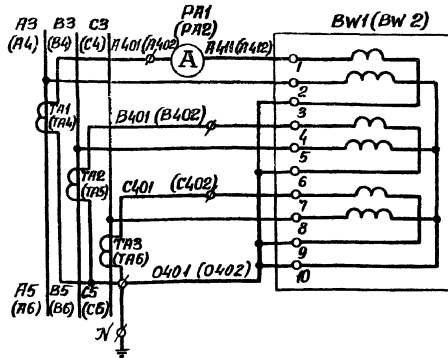 A3 B3 C3 PA1 BW1 (BW2)
(A4) (B4) (C4) A401 (A402) (PA2) A411 (A412)
A
1
2
TA1
(TA4)
B401 (B402)
3
4
4
5
TA2
(TA5)
C401 (C402)
6
7
8
TA3
(TA6)
9
0401 (0402)
10
A5 B5 C5
(A6) (B6) (C6)
N